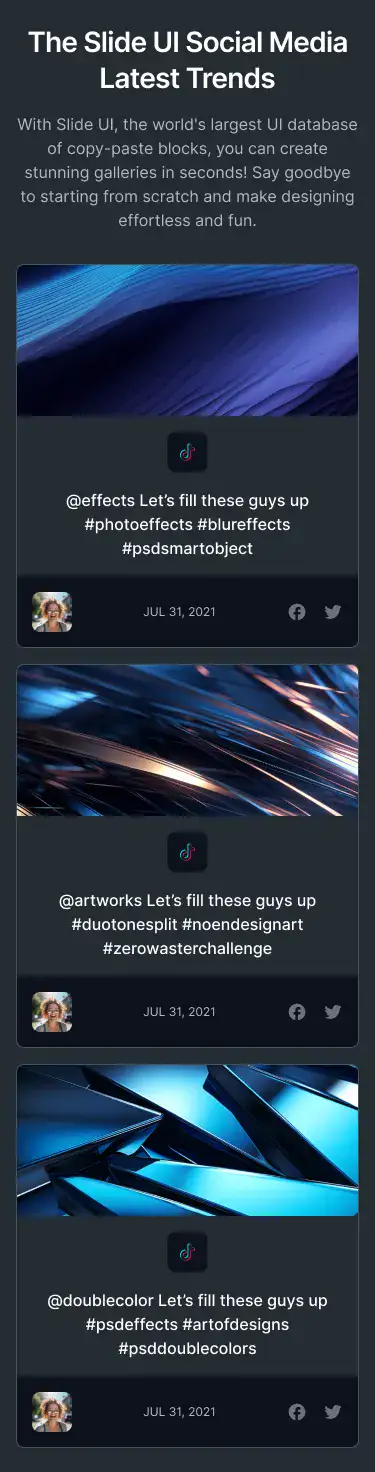 The Slide UI Social Media
Latest Trends
With Slide UI, the world's largest UI database
of copy-paste blocks, you can create
stunning galleries in seconds! Say goodbye
to starting from scratch and make designing
effortless and fun.
@effects Let’s fill these guys up
#photoeffects #blureffects
#psdsmartobject
JUL 31, 2021
@artworks Let’s fill these guys up
#duotonesplit #noendesignart
#zerowasterchallenge
JUL 31, 2021
@doublecolor Let’s fill these guys up
#psdeffects #artofdesigns
#psddoublecolors
JUL 31, 2021